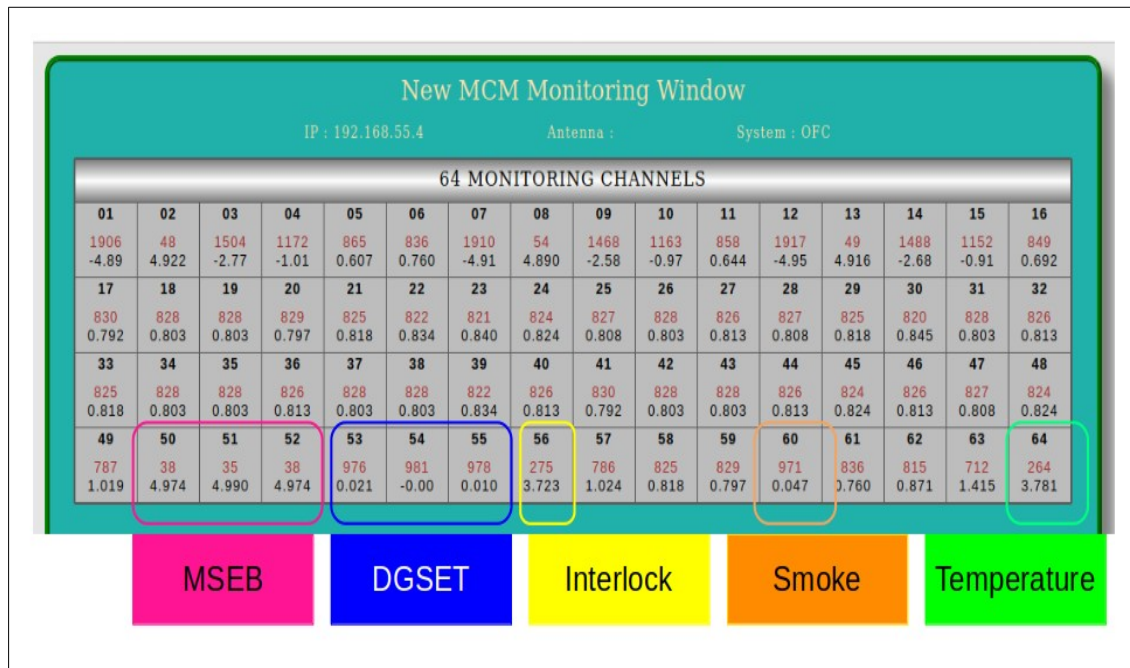 New MCM Monitoring Window
IP : 192.168.55.4 Antenna : System : OFC
64 MONITORING CHANNELS
01 02 03 04 05 06 07 08 09 10 11 12 13 14 15 16
1906 48 1504 1172 865 836 1910 54 1468 1163 858 1917 49 1488 1152 849
-4.89 4.922 -2.77 -1.01 0.607 0.760 -4.91 4.890 -2.58 -0.97 0.644 -4.95 4.916 -2.68 -0.91 0.692
17 18 19 20 21 22 23 24 25 26 27 28 29 30 31 32
830 828 828 829 825 822 821 824 827 828 826 827 825 820 828 826
0.792 0.803 0.803 0.797 0.818 0.834 0.840 0.824 0.808 0.803 0.813 0.808 0.818 0.845 0.803 0.813
33 34 35 36 37 38 39 40 41 42 43 44 45 46 47 48
825 828 828 826 828 828 822 826 830 828 828 826 824 826 827 824
0.818 0.803 0.803 0.813 0.803 0.803 0.834 0.813 0.792 0.803 0.803 0.813 0.824 0.813 0.808 0.824
49 50 51 52 53 54 55 56 57 58 59 60 61 62 63 64
787 38 35 38 976 981 978 275 786 825 829 971 836 815 712 264
1.019 4.974 4.990 4.974 0.021 -0.00 0.010 3.723 1.024 0.818 0.797 0.047 0.760 0.871 1.415 3.781
MSEB DGSET Interlock Smoke Temperature